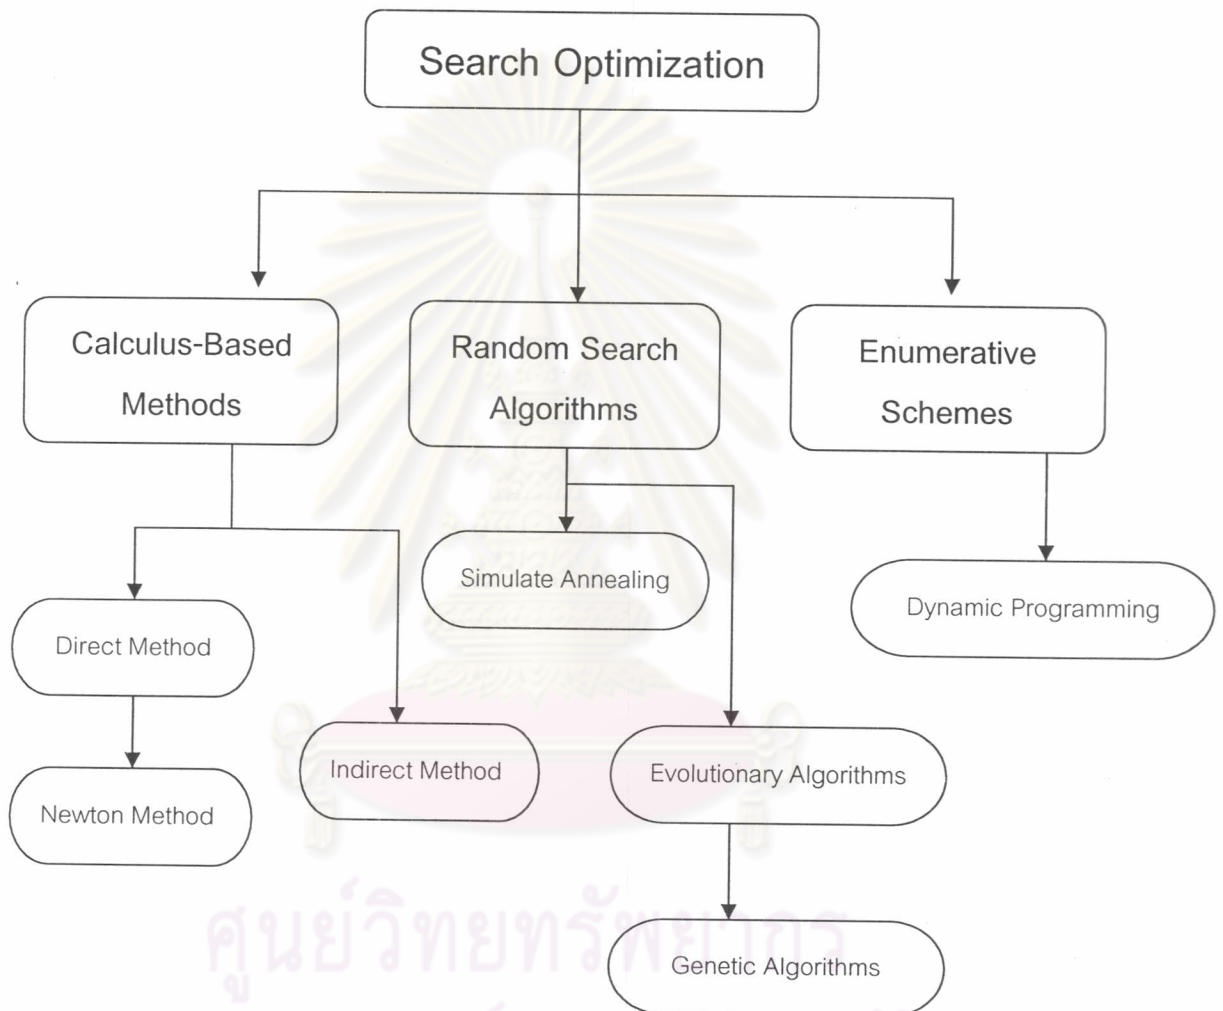 Search Optimization
Calculus-Based
Methods
Random Search
Algorithms
Enumerative
Schemes
Simulate Annealing
Dynamic Programming
Direct Method
Indirect Method
Evolutionary Algorithms
Newton Method
Genetic Algorithms
ศูนย์วิทยทรัพยากร